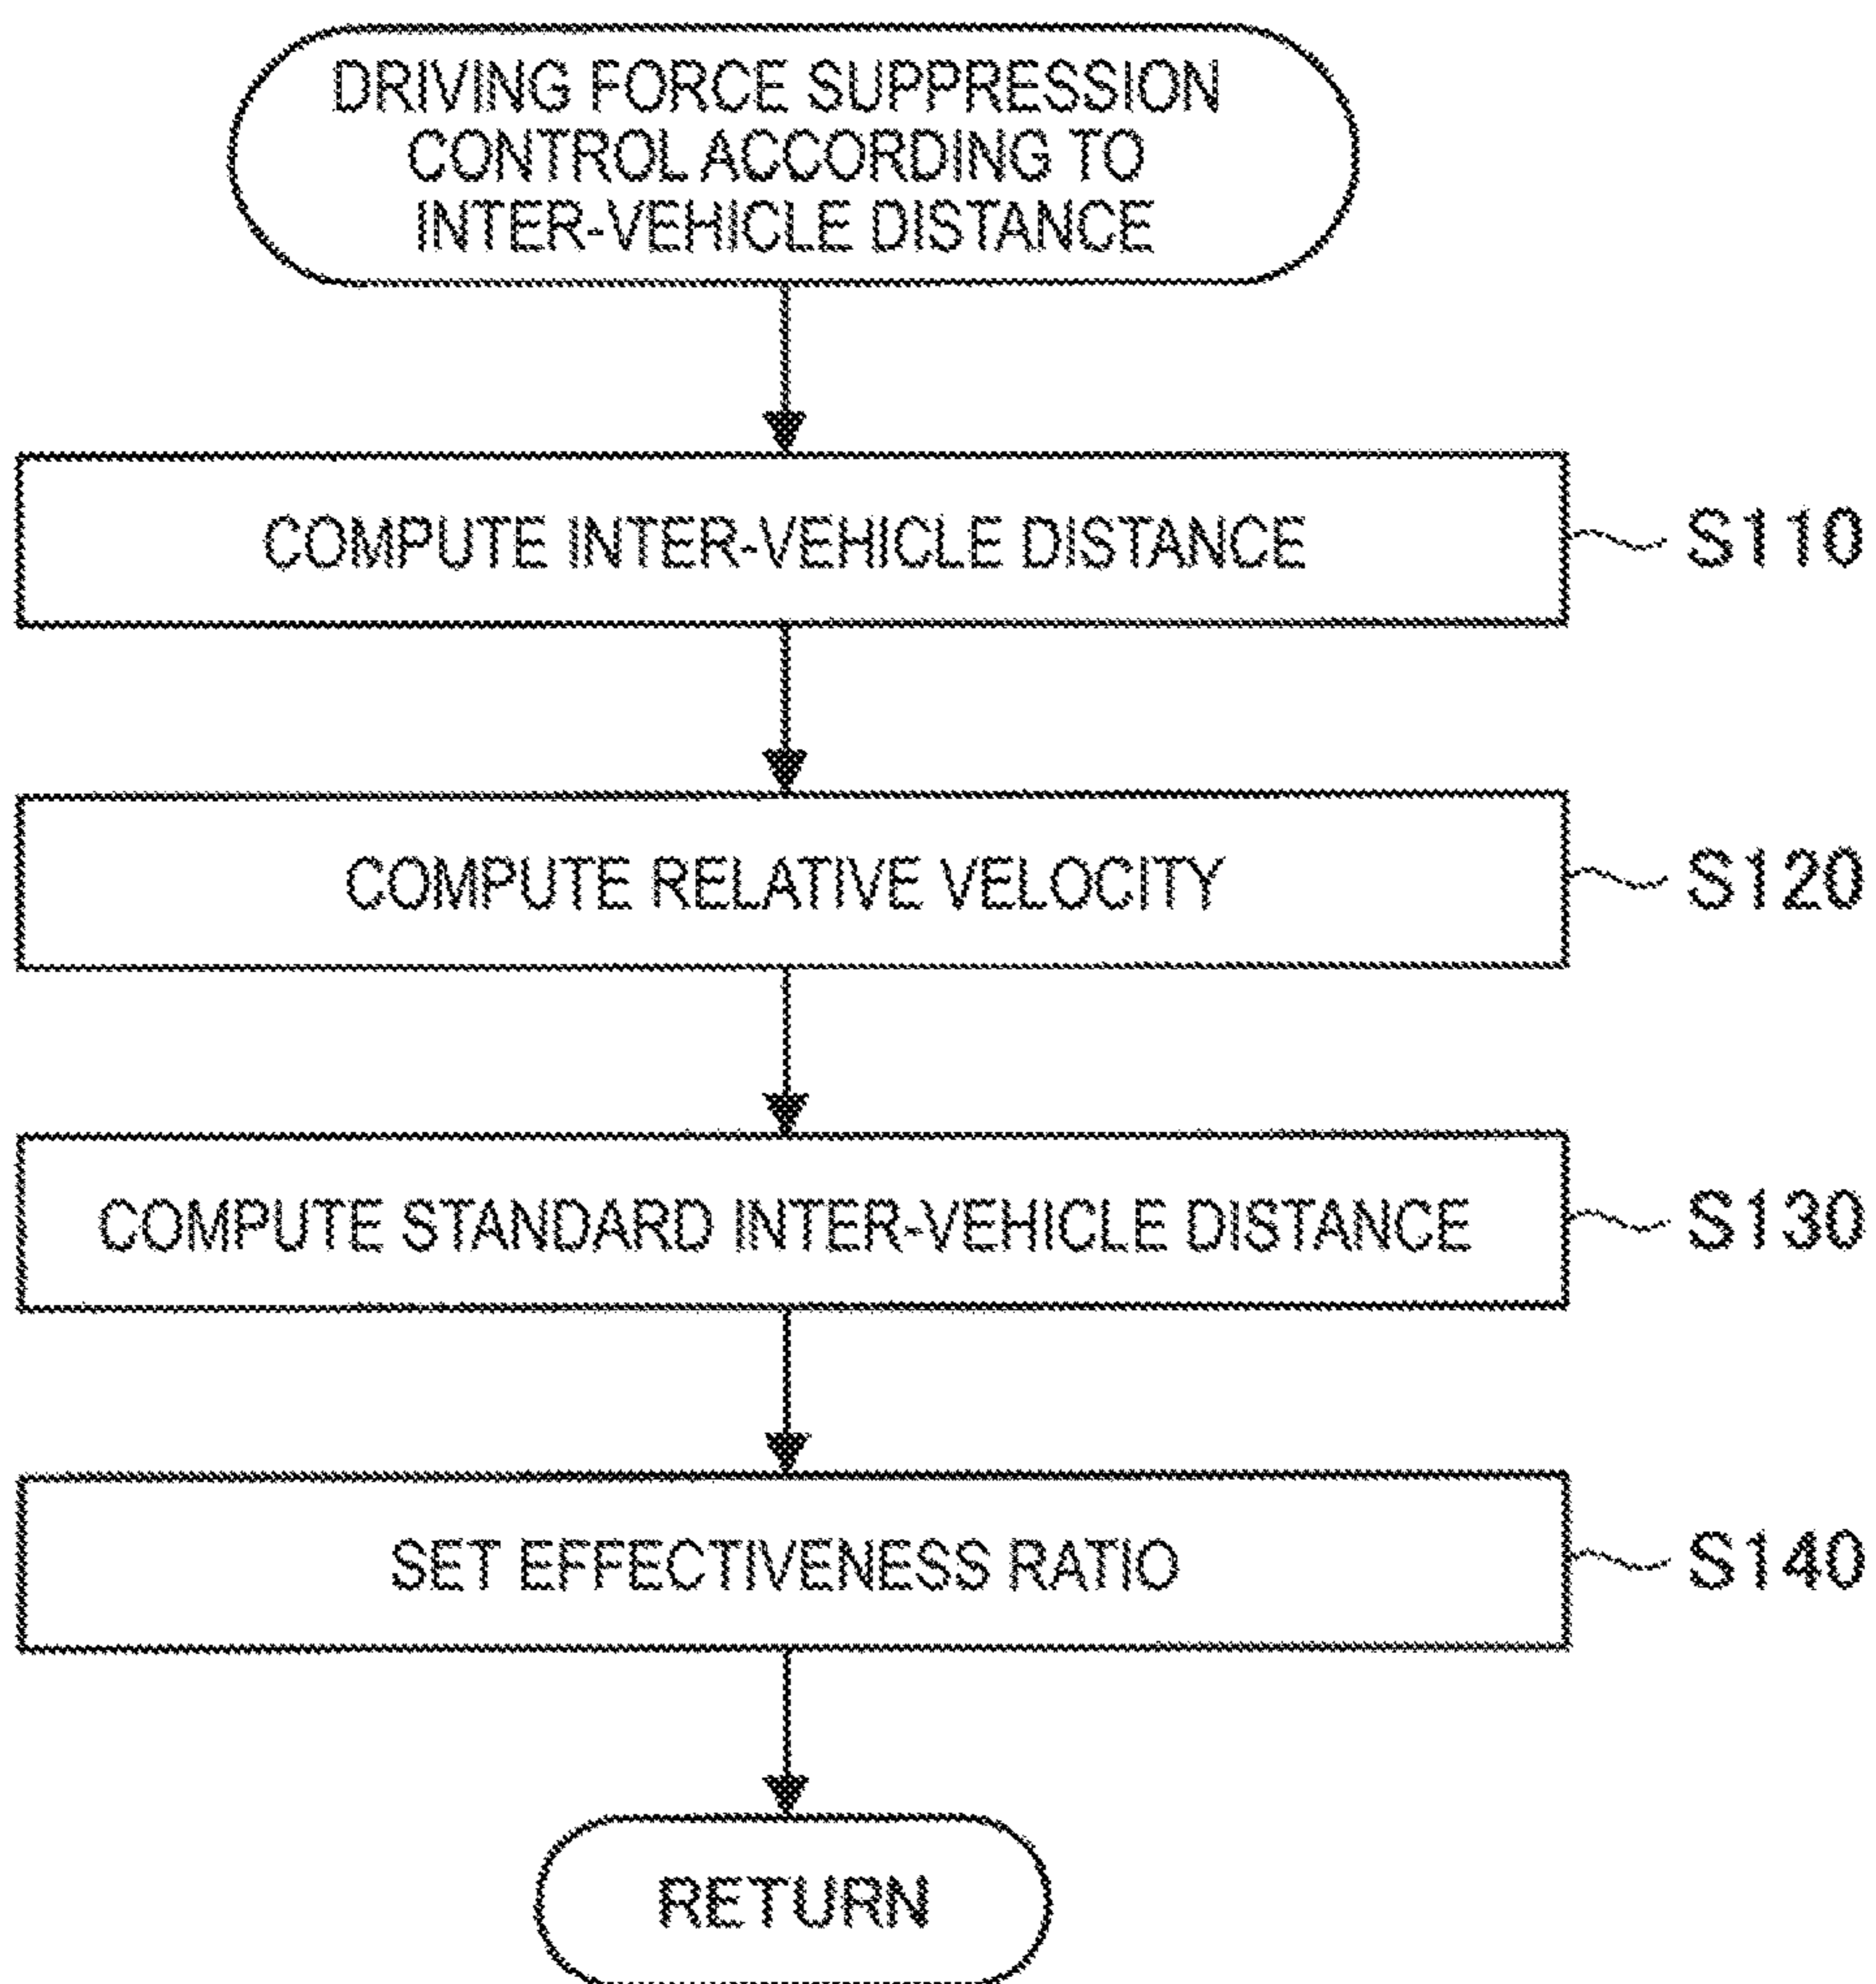 DRIVING FORCE SUPPRESSION
CONTROL ACCORDING TO
INTER-VEHICLE DISTANCE
COMPUTE INTER-VEHICLE DISTANCE
S110
COMPUTE RELATIVE VELOCITY
S120
COMPUTE STANDARD INTER-VEHICLE DISTANCE
S130
SET EFFECTIVENESS RATIO
S140
RETURN